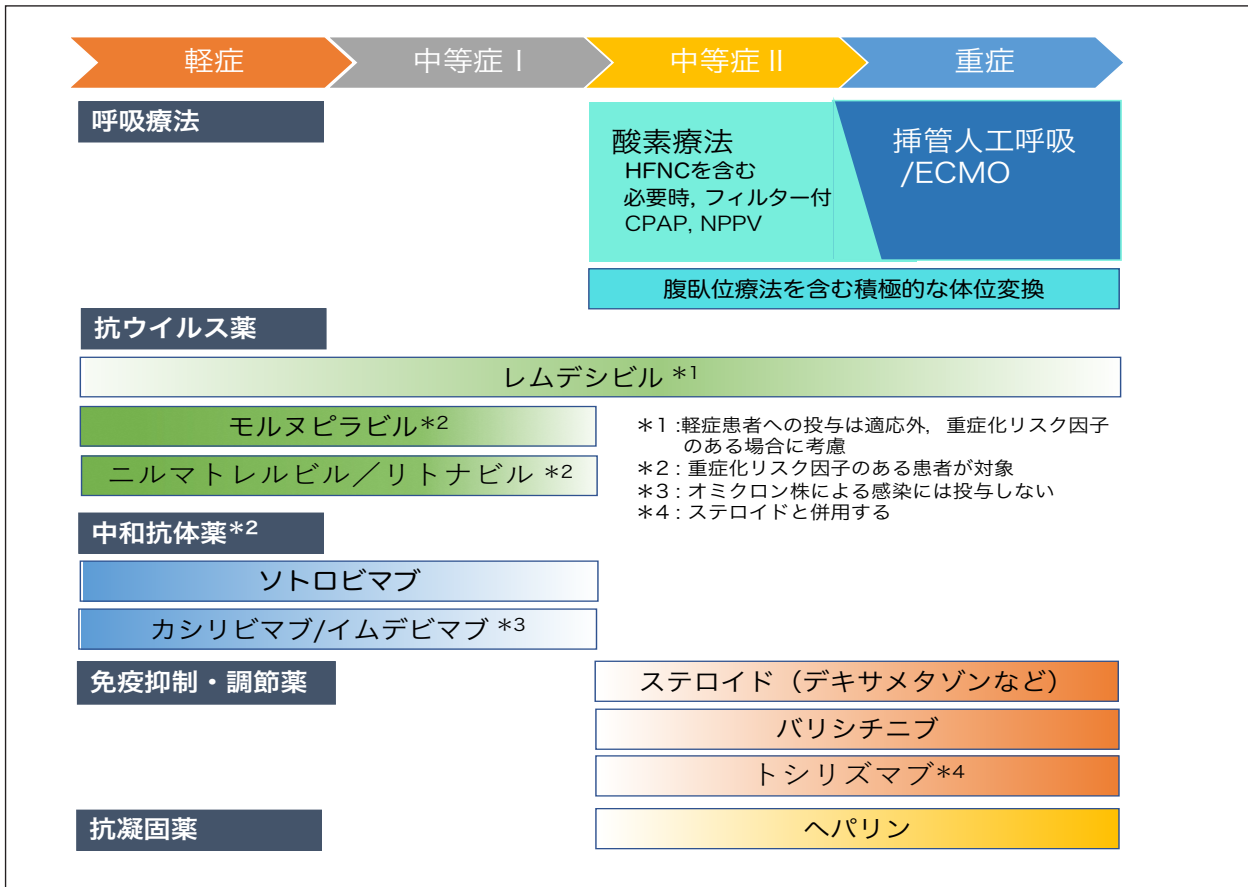 軽症
中等症Ⅰ
中等症Ⅱ
重症
呼吸療法
酸素療法
HFNCを含む
必要時, フィルター付
CPAP, NPPV
挿管人工呼吸
/ECMO
腹臥位療法を含む積極的な体位変換
抗ウイルス薬
レムデシビル *1
モルヌピラビル*2
ニルマトレルビル／リトナビル *2
*1 :軽症患者への投与は適応外, 重症化リスク因子
のある場合に考慮
*2 : 重症化リスク因子のある患者が対象
*3 : オミクロン株による感染には投与しない
*4 : ステロイドと併用する
中和抗体薬*2
ソトロビマブ
カシリビマブ/イムデビマブ *3
免疫抑制・調節薬
ステロイド（デキサメタゾンなど）
バリシチニブ
トシリズマブ*4
抗凝固薬
ヘパリン